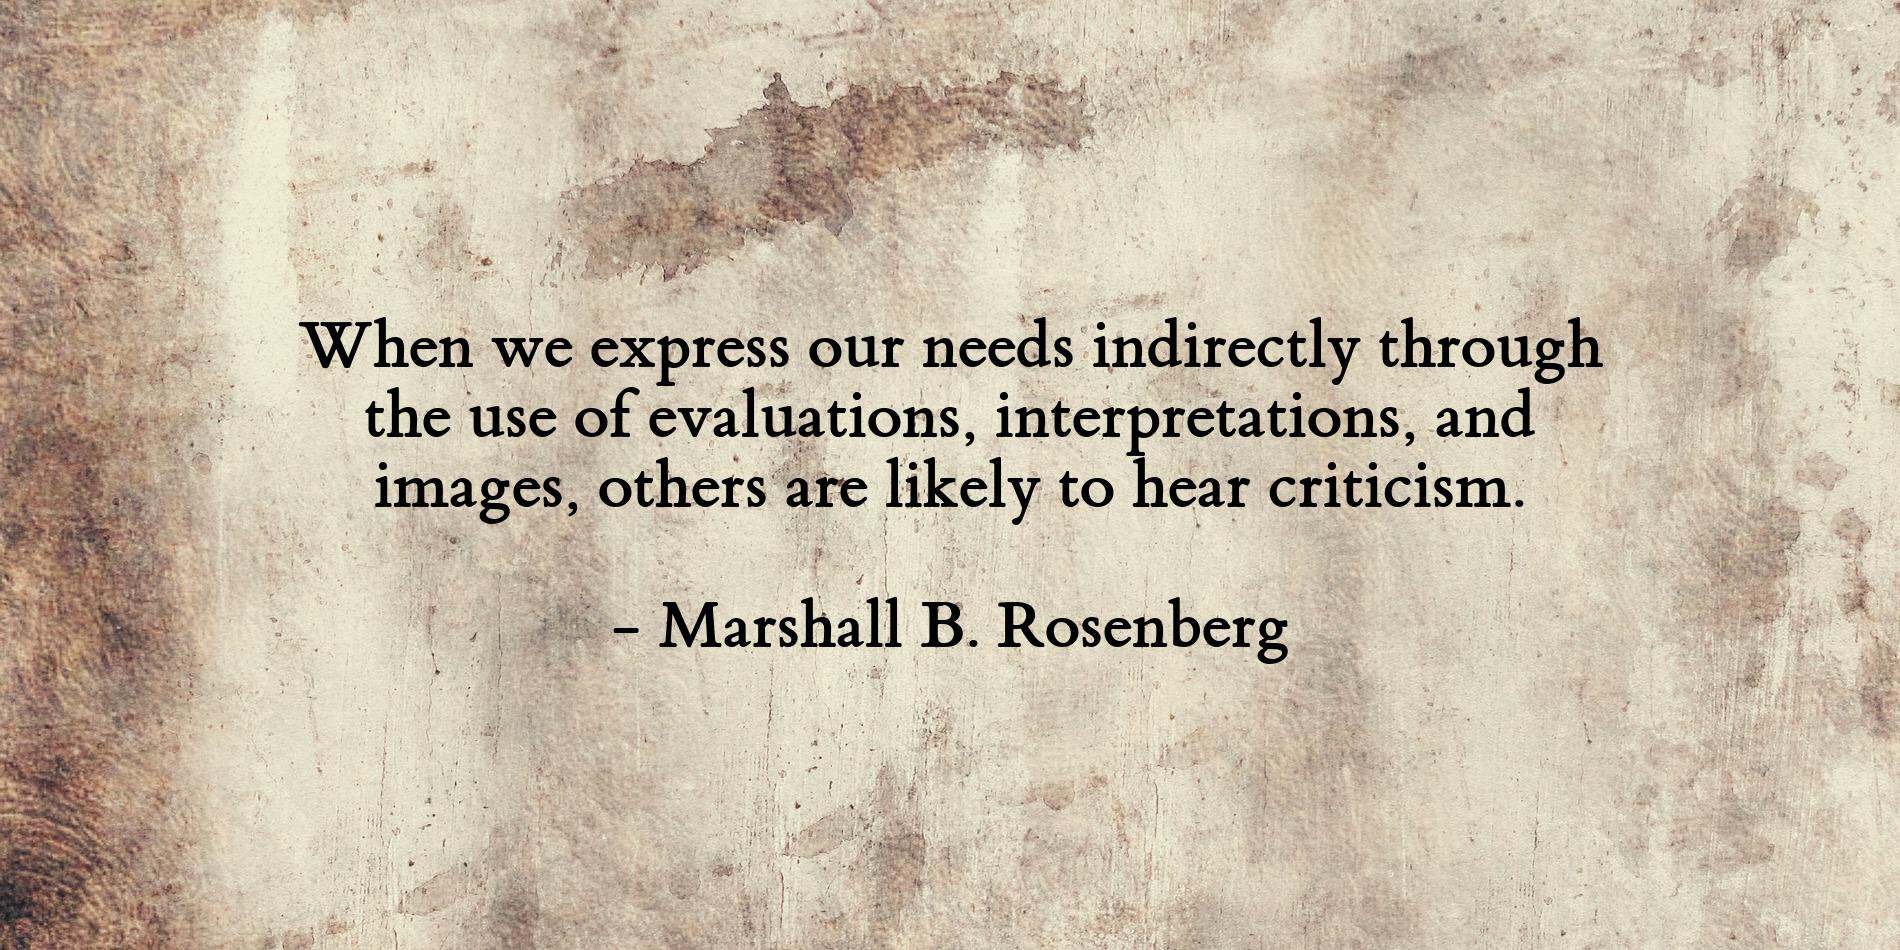 When we express our needs indirectly through
the use of evaluations, interpretations, and
images, others are likely to hear criticism.
- Marshall B. Rosenberg